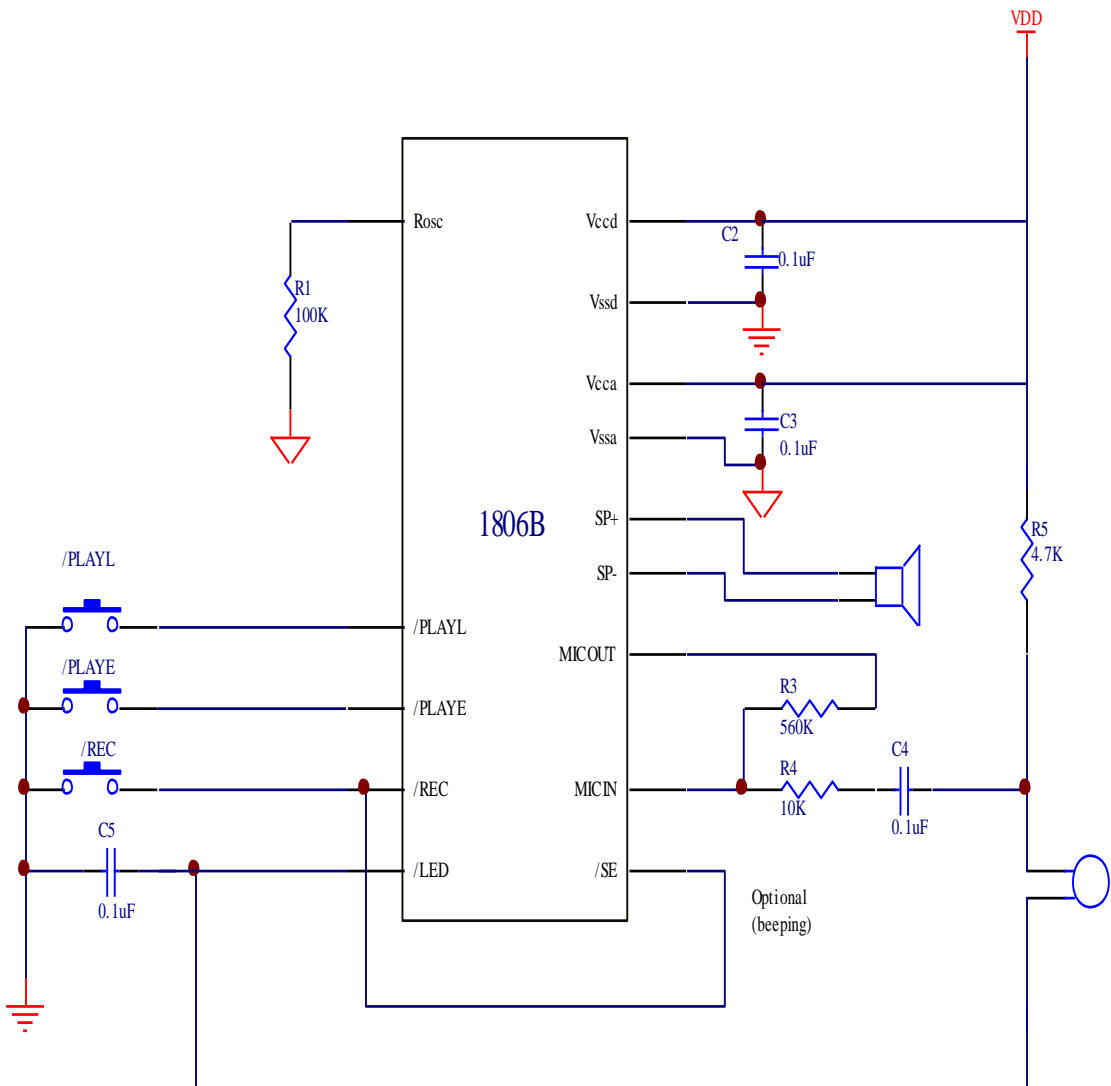 VDD
Rosc
Vccd
C2
0.1uF
R1
100K
Vssd
Vcca
C3
0.1uF
Vssa
1806B
SP+
R5
4.7K
SP-
/PLAYL
/PLAYL
MICOUT
/PLAYE
/PLAYE
R3
560K
/REC
/REC
MICIN
R4
10K
C4
0.1uF
C5
0.1uF
/LED
/SE
Optional
(beeping)